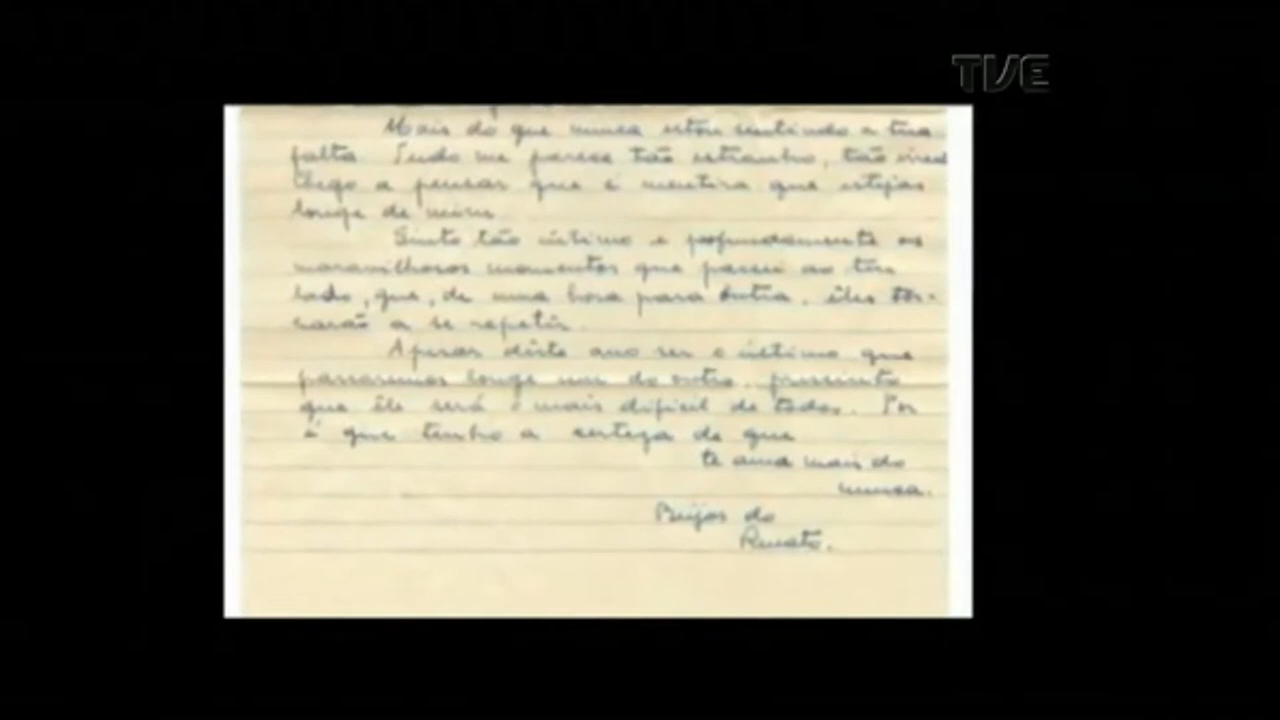 TVE
Mais do que nunca estou sentindo a tua
falta. Tudo me parece tão estranho, tão
Chego a pensar que é mentira que estejas
longe de mim.
Sinto tão íntimo e profundamente os
maravilhosos momentos que passei ao teu
lado, que, de uma hora para outra, êles tor-
narão a se repetir.
Apesar dêste ano ser o último que
passaremos longe um do outro, pressinto
que êle será o mais difícil de todos. Por
é que tenho a certeza de que
te ama mais do
nunca.
Beijos do
Renato.